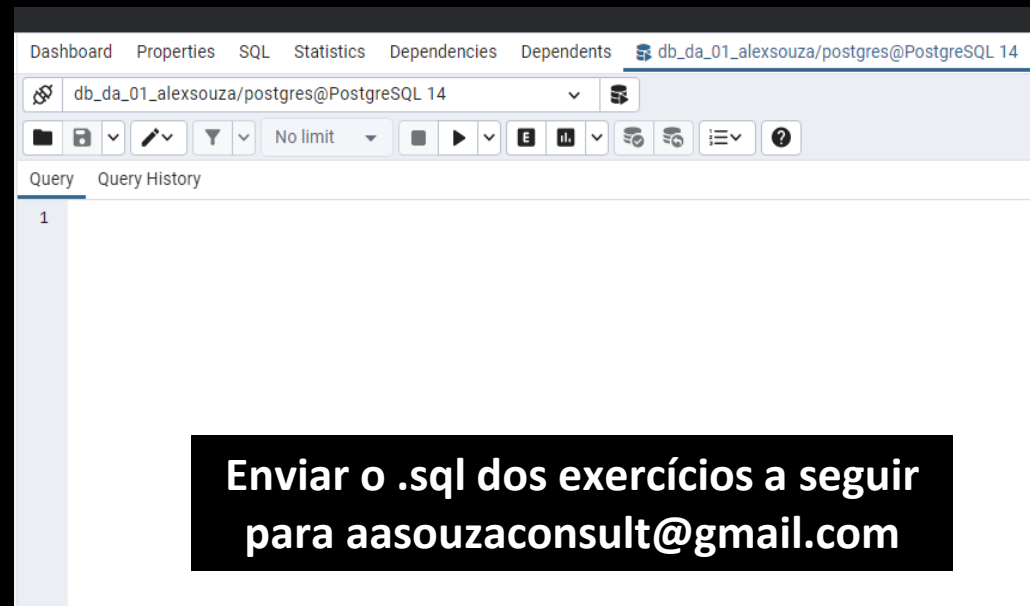 Dashboard Properties SQL Statistics Dependencies Dependents db_da_01_alexsouza/postgres@PostgreSQL 14
db_da_01_alexsouza/postgres@PostgreSQL 14
No limit E
Query Query History
1
Enviar o .sql dos exercícios a seguir
para aasouzaconsult@gmail.com